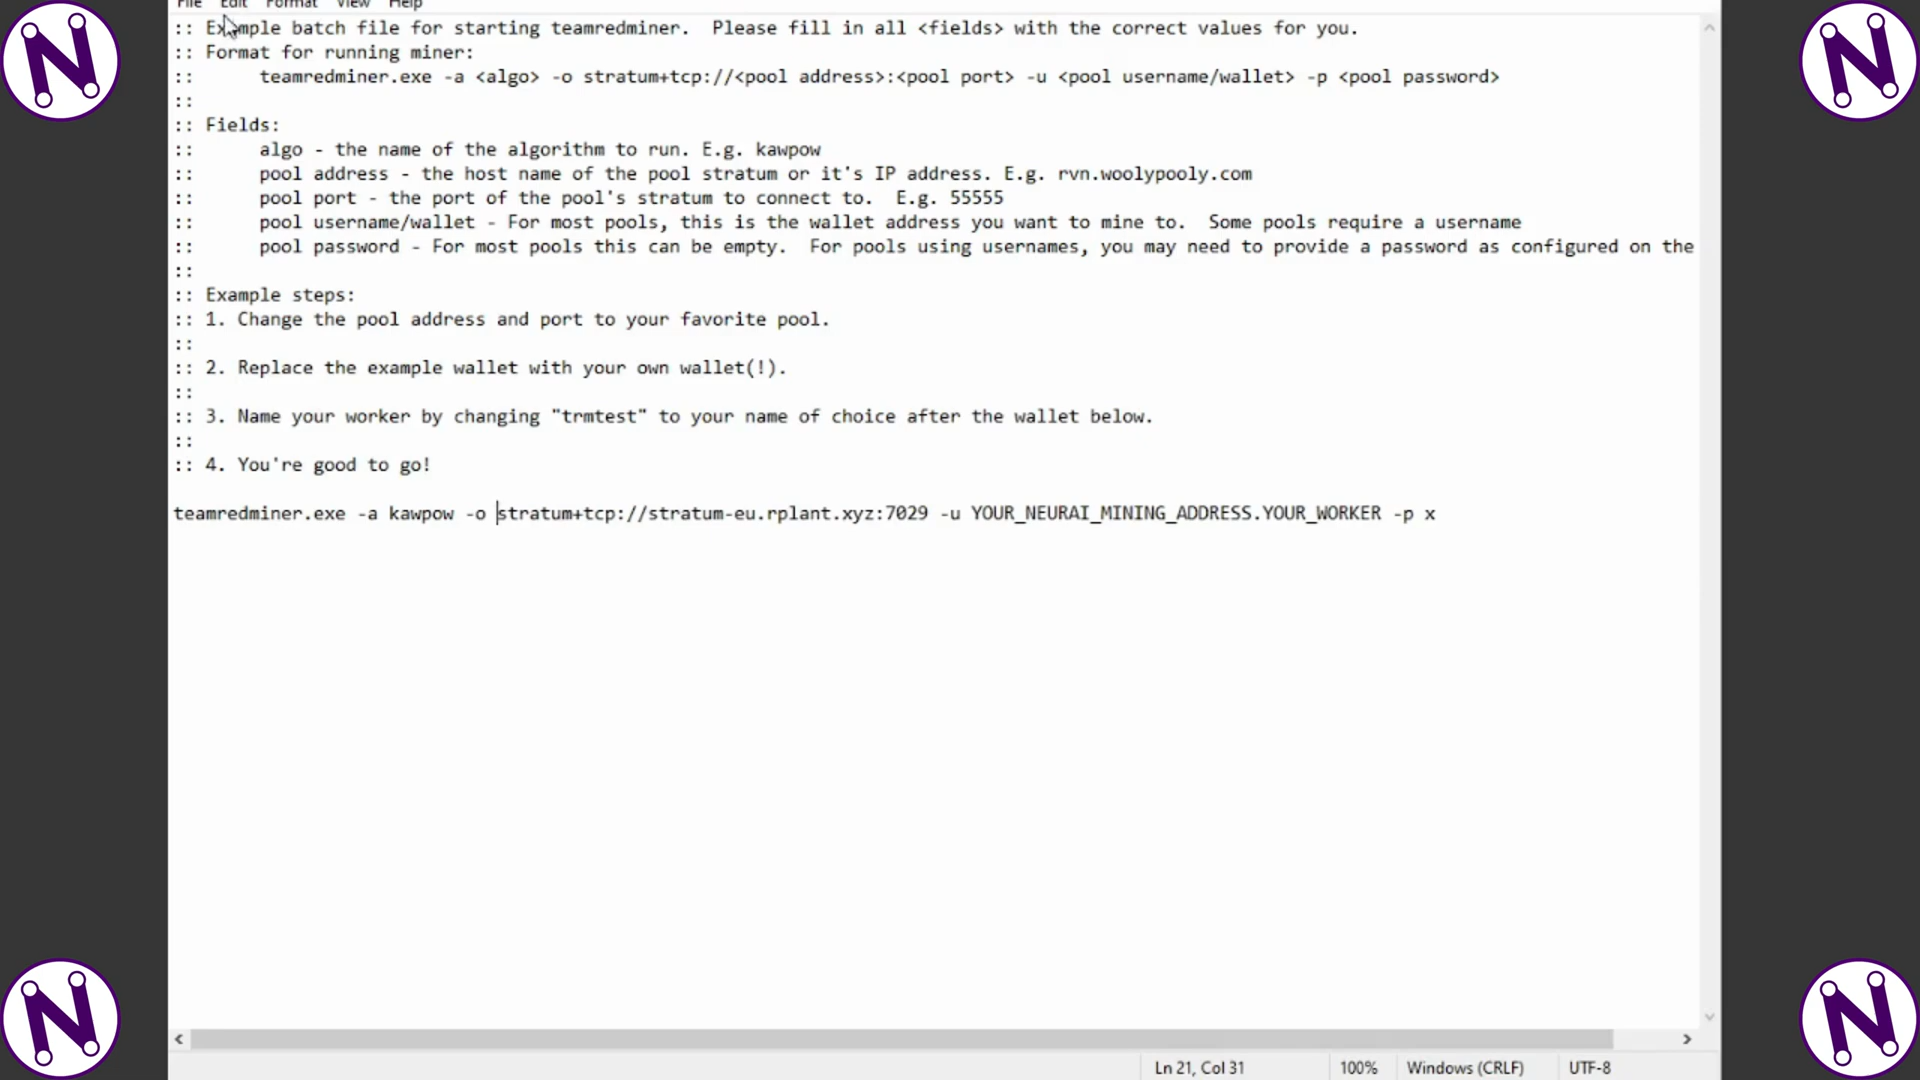 File Edit Format View Help
:: Example batch file for starting teamredminer. Please fill in all <fields> with the correct values for you.
:: Format for running miner:
:: teamredminer.exe -a <algo> -o stratum+tcp://<pool address>:<pool port> -u <pool username/wallet> -p <pool password>
::
:: Fields:
:: algo - the name of the algorithm to run. E.g. kawpow
:: pool address - the host name of the pool stratum or it's IP address. E.g. rvn.woolypooly.com
:: pool port - the port of the pool's stratum to connect to. E.g. 55555
:: pool username/wallet - For most pools, this is the wallet address you want to mine to. Some pools require a username
:: pool password - For most pools this can be empty. For pools using usernames, you may need to provide a password as configured on the
::
:: Example steps:
:: 1. Change the pool address and port to your favorite pool.
::
:: 2. Replace the example wallet with your own wallet(!).
::
:: 3. Name your worker by changing "trmtest" to your name of choice after the wallet below.
::
:: 4. You're good to go!
teamredminer.exe -a kawpow -o stratum+tcp://stratum-eu.rplant.xyz:7029 -u YOUR_NEURAI_MINING_ADDRESS.YOUR_WORKER -p x
Ln 21, Col 31 100% Windows (CRLF) UTF-8